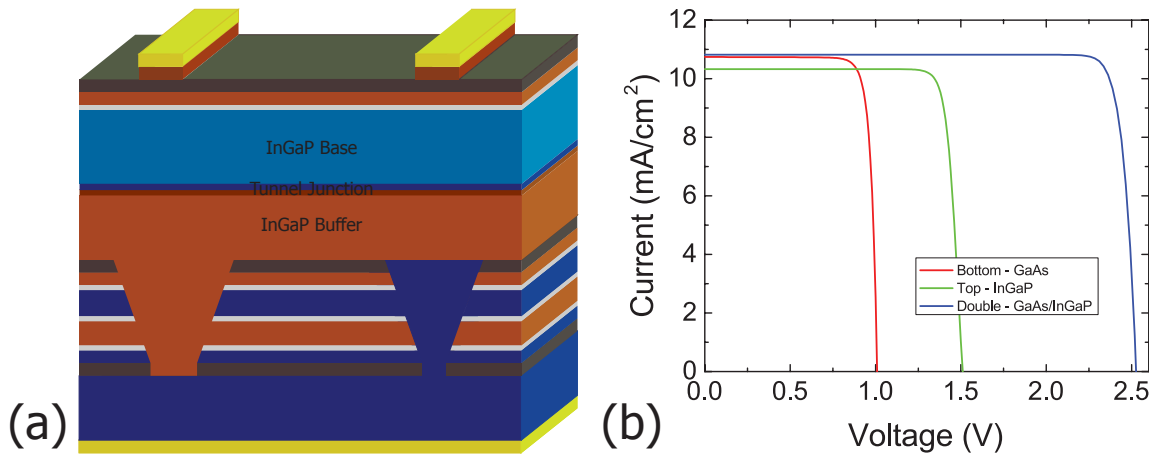 InGaP Base
Tunnel Junction
InGaP Buffer
(a)
12
10
8
6
4
2
0
Current (mA/cm²)
Bottom - GaAs
Top - InGaP
Double - GaAs/InGaP
0.0 0.5 1.0 1.5 2.0 2.5
Voltage (V)
(b)